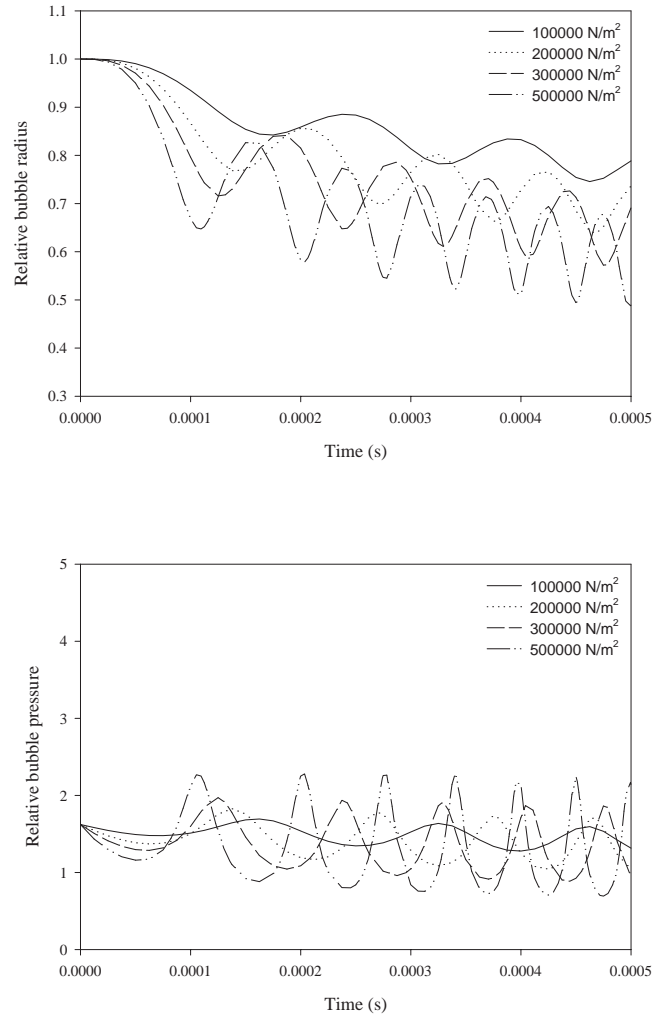 1.1
1.0
0.9
0.8
0.7
0.6
0.5
0.4
0.3
Relative bubble radius
100000 N/m²
200000 N/m²
300000 N/m²
500000 N/m²
0.0000 0.0001 0.0002 0.0003 0.0004 0.0005
Time (s)
5
4
3
2
1
0
Relative bubble pressure
100000 N/m²
200000 N/m²
300000 N/m²
500000 N/m²
0.0000 0.0001 0.0002 0.0003 0.0004 0.0005
Time (s)